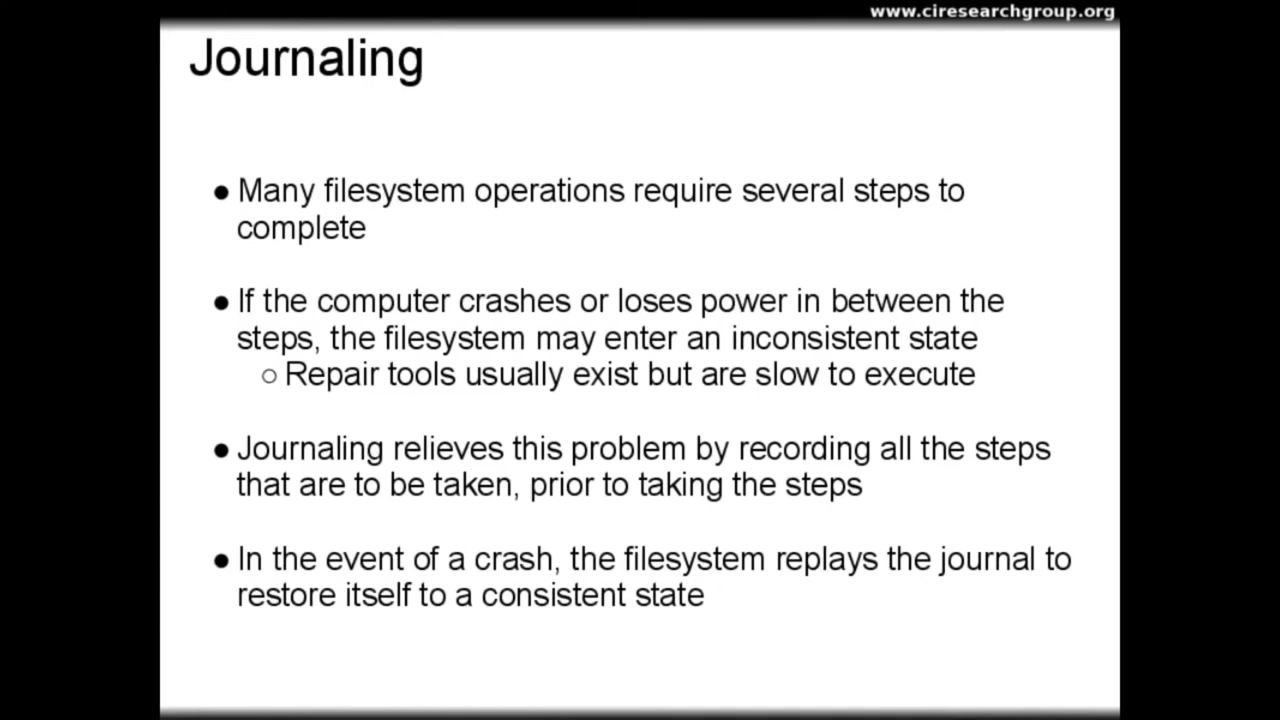 www.ciresearchgroup.org
Journaling
● Many filesystem operations require several steps to
complete
● If the computer crashes or loses power in between the
steps, the filesystem may enter an inconsistent state
○ Repair tools usually exist but are slow to execute
● Journaling relieves this problem by recording all the steps
that are to be taken, prior to taking the steps
● In the event of a crash, the filesystem replays the journal to
restore itself to a consistent state